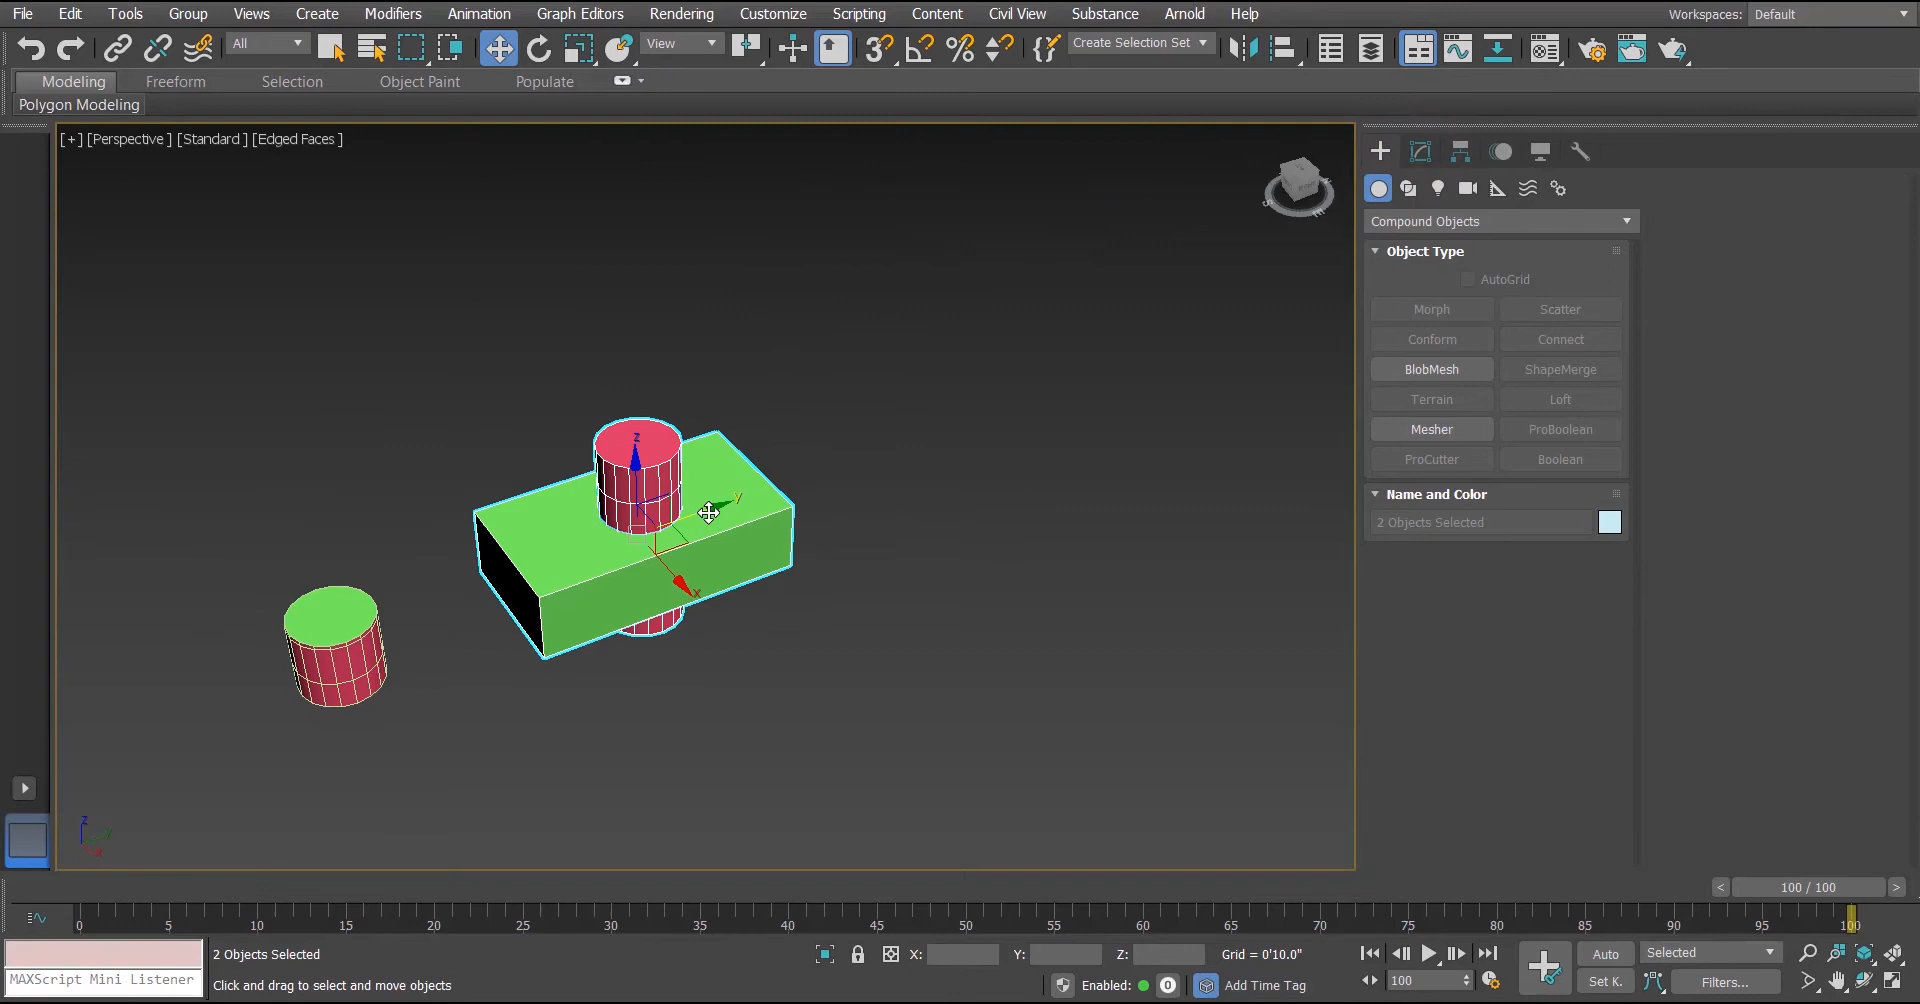 File Edit Tools Group Views Create Modifiers Animation Graph Editors Rendering Customize Scripting Content Civil View Substance Arnold Help Workspaces: Default
All View Create Selection Set
Modeling Freeform Selection Object Paint Populate
Polygon Modeling
[+] [Perspective ] [Standard ] [Edged Faces ]
Compound Objects
Object Type
AutoGrid
Morph Scatter
Conform Connect
BlobMesh ShapeMerge
Terrain Loft
Mesher ProBoolean
ProCutter Boolean
Name and Color
2 Objects Selected
z
y
x
z
y
x
< 100 / 100 >
0 5 10 15 20 25 30 35 40 45 50 55 60 65 70 75 80 85 90 95 100
2 Objects Selected X: Y: Z: Grid = 0'10.0" Auto Selected
MAXScript Mini Listener Click and drag to select and move objects Enabled: 0 Add Time Tag 100 Set K. Filters...